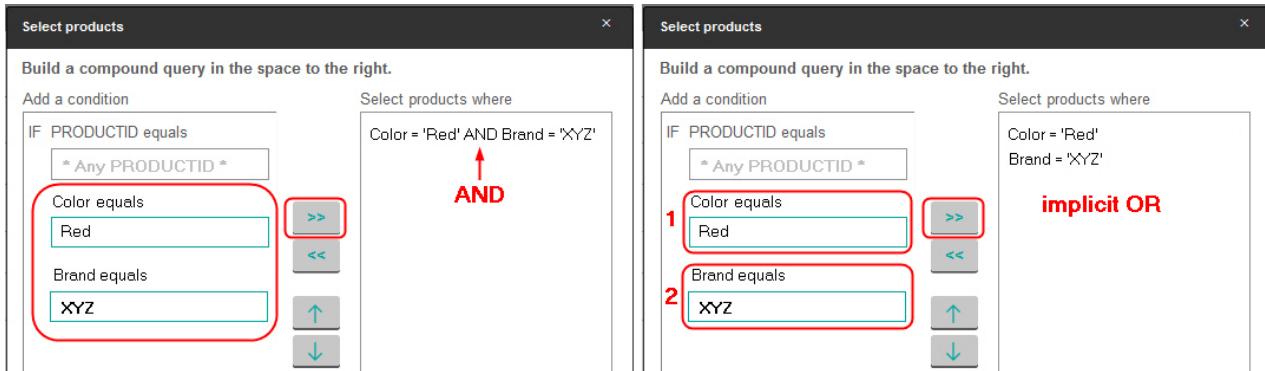 Select products ×
Build a compound query in the space to the right.
Add a condition
Select products where
IF PRODUCTID equals
* Any PRODUCTID *
Color equals
Red
Brand equals
XYZ
>>
<<
↑
↓
Color = 'Red' AND Brand = 'XYZ'
AND
Select products ×
Build a compound query in the space to the right.
Add a condition
Select products where
IF PRODUCTID equals
* Any PRODUCTID *
1
Color equals
Red
2
Brand equals
XYZ
>>
<<
↑
↓
Color = 'Red'
Brand = 'XYZ'
implicit OR